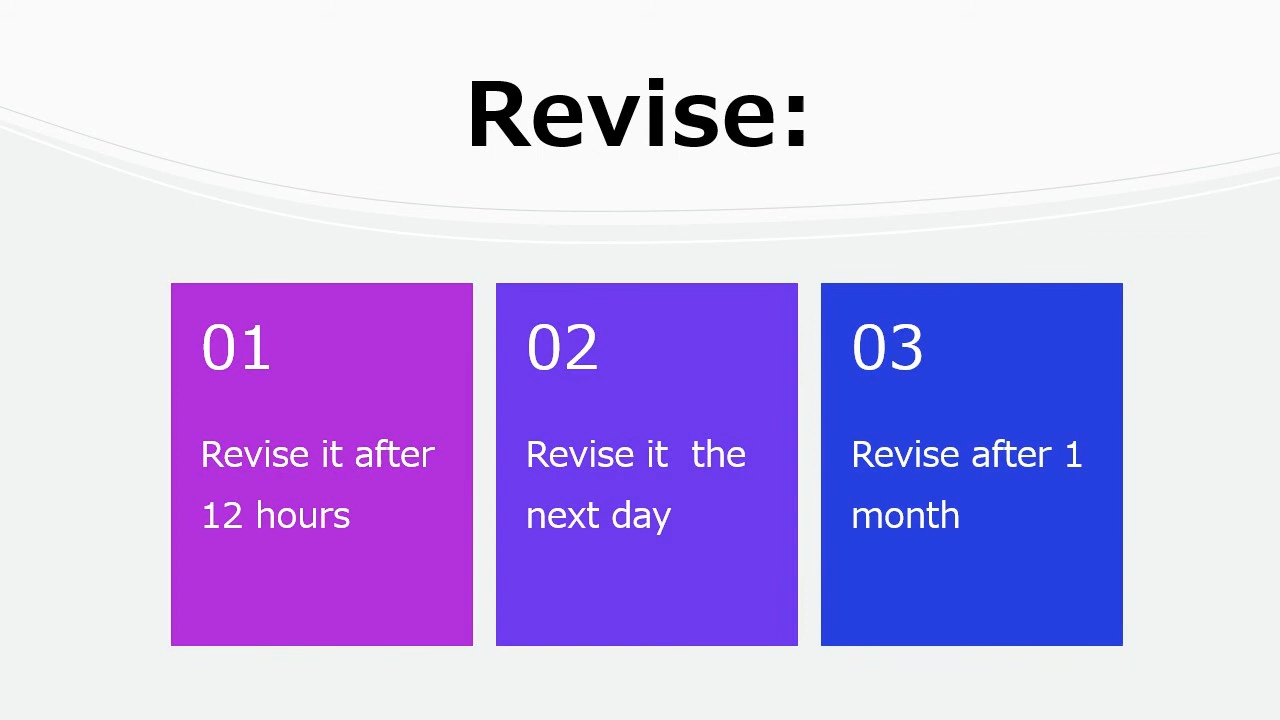 Revise:
01
Revise it after
12 hours
02
Revise it  the
next day
03
Revise after 1
month